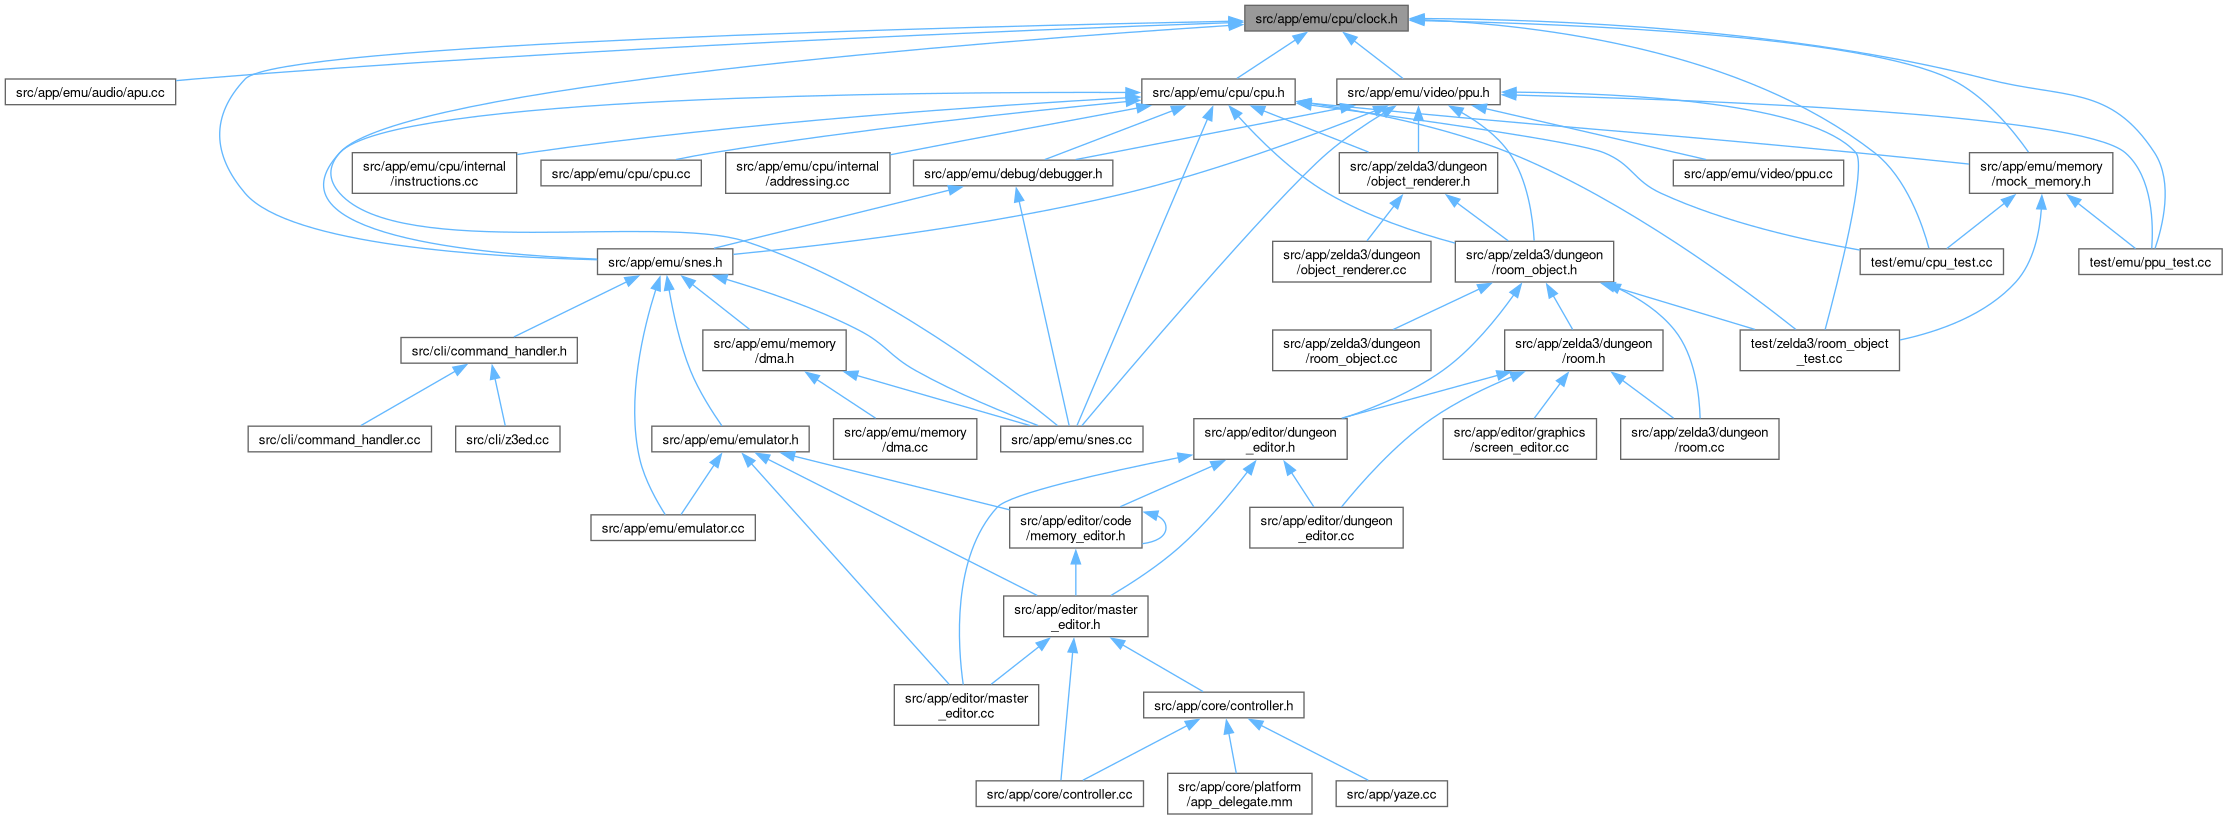 src/app/emu/cpu/clock.h
src/app/emu/audio/apu.cc
src/app/emu/cpu/cpu.h
src/app/emu/video/ppu.h
src/app/emu/cpu/internal
/instructions.cc
src/app/emu/cpu/cpu.cc
src/app/emu/cpu/internal
/addressing.cc
src/app/emu/debug/debugger.h
src/app/zelda3/dungeon
/object_renderer.h
src/app/emu/video/ppu.cc
src/app/emu/memory
/mock_memory.h
src/app/emu/snes.h
src/app/zelda3/dungeon
/object_renderer.cc
src/app/zelda3/dungeon
/room_object.h
test/emu/cpu_test.cc
test/emu/ppu_test.cc
src/cli/command_handler.h
src/app/emu/memory
/dma.h
src/app/zelda3/dungeon
/room_object.cc
src/app/zelda3/dungeon
/room.h
test/zelda3/room_object
_test.cc
src/cli/command_handler.cc
src/cli/z3ed.cc
src/app/emu/emulator.h
src/app/emu/memory
/dma.cc
src/app/emu/snes.cc
src/app/editor/dungeon
_editor.h
src/app/editor/graphics
/screen_editor.cc
src/app/zelda3/dungeon
/room.cc
src/app/emu/emulator.cc
src/app/editor/code
/memory_editor.h
src/app/editor/dungeon
_editor.cc
src/app/editor/master
_editor.h
src/app/editor/master
_editor.cc
src/app/core/controller.h
src/app/core/controller.cc
src/app/core/platform
/app_delegate.mm
src/app/yaze.cc